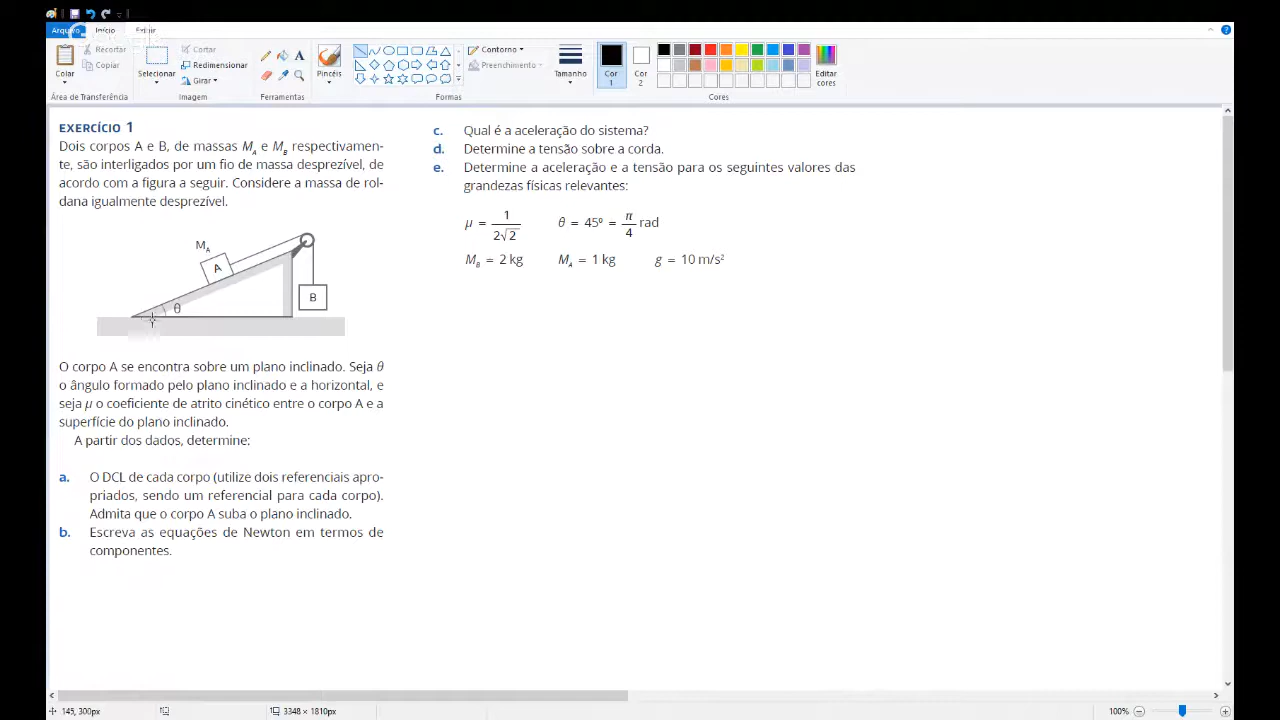 Arquivo Início Exibir
Colar
Recortar
Copiar
Área de Transferência
Selecionar
Cortar
Redimensionar
Girar
Imagem
A
Ferramentas
Pincéis
Contorno
Preenchimento
Formas
Tamanho
Cor 1
Cor 2
Editar cores
Cores
EXERCÍCIO 1
Dois corpos A e B, de massas M_A e M_B respectivamen-
te, são interligados por um fio de massa desprezível, de
acordo com a figura a seguir. Considere a massa de rol-
dana igualmente desprezível.
M_A
A
B
θ
O corpo A se encontra sobre um plano inclinado. Seja θ
o ângulo formado pelo plano inclinado e a horizontal, e
seja μ o coeficiente de atrito cinético entre o corpo A e a
superfície do plano inclinado.
A partir dos dados, determine:
a. O DCL de cada corpo (utilize dois referenciais apro-
priados, sendo um referencial para cada corpo).
Admita que o corpo A suba o plano inclinado.
b. Escreva as equações de Newton em termos de
componentes.
c. Qual é a aceleração do sistema?
d. Determine a tensão sobre a corda.
e. Determine a aceleração e a tensão para os seguintes valores das
grandezas físicas relevantes:
μ = 1/(2√2) θ = 45º = π/4 rad
M_B = 2 kg M_A = 1 kg g = 10 m/s²
145, 300px
3348 × 1810px
100%